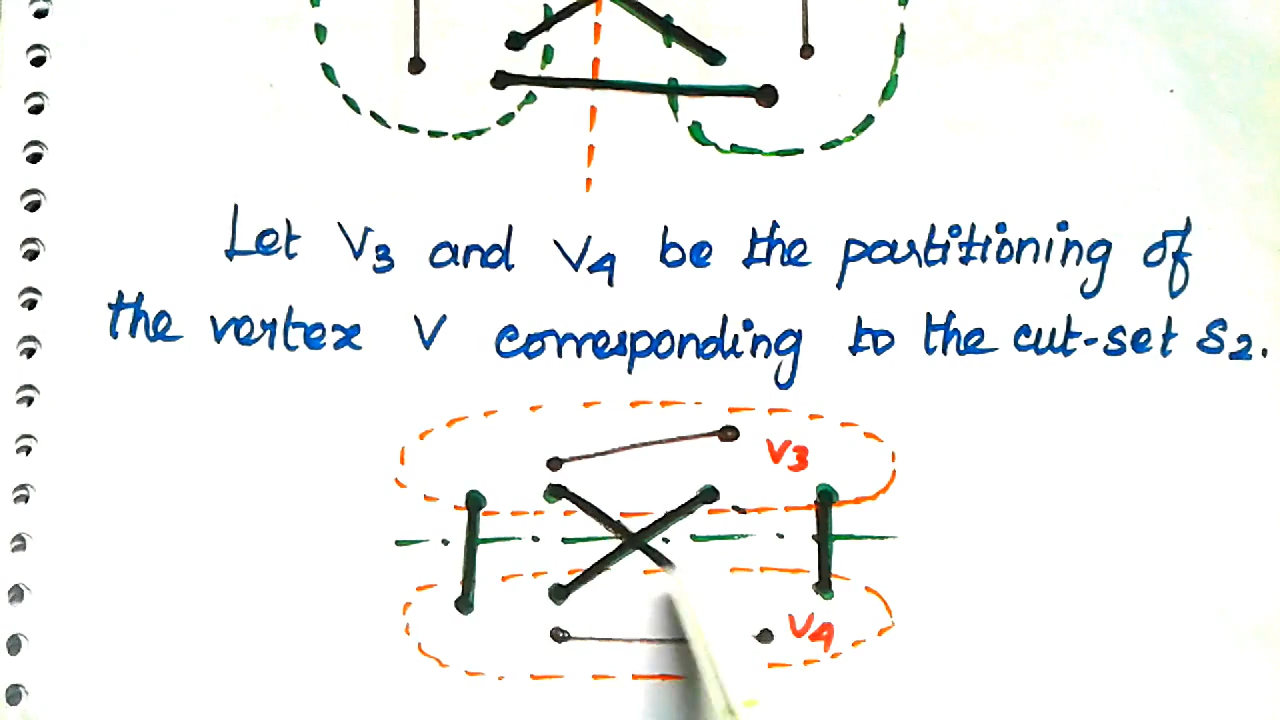 Let V3 and V4 be the partitioning of
the vertex V corresponding to the cut-set S2.
V3
V4